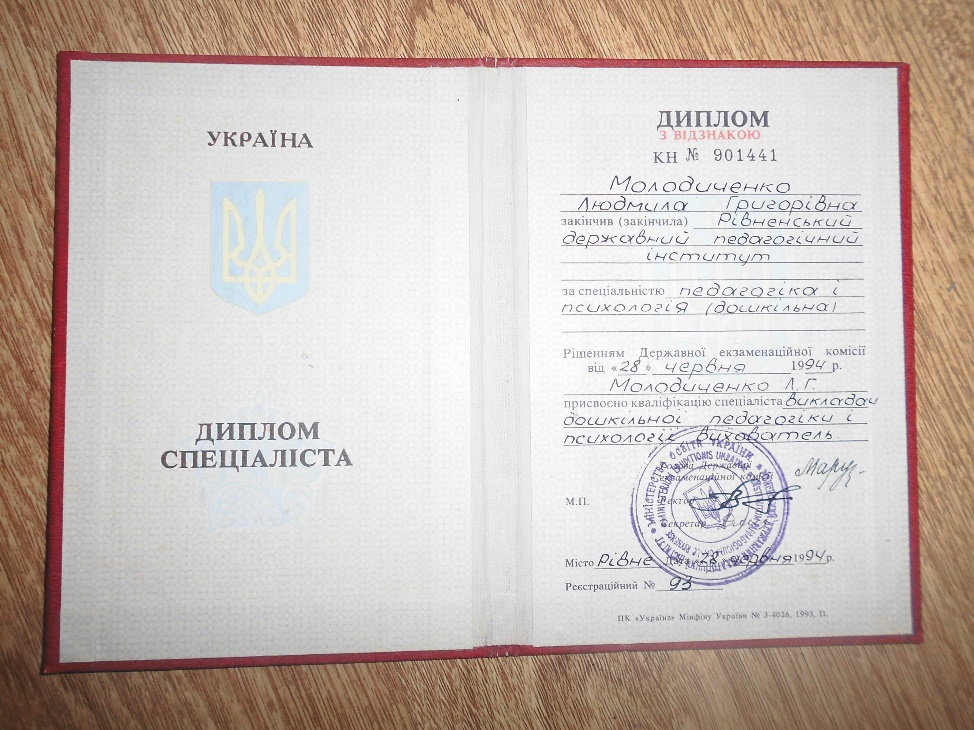 УКРАЇНА
ДИПЛОМ
СПЕЦІАЛІСТА
ДИПЛОМ
З ВІДЗНАКОЮ
КН № 901441
Молодиченко
Людмила Григорівна
закінчив (закінчила) Рівненський
державний педагогічний
інститут
за спеціальністю педагогіка і
психологія (дошкільна)
Рішенням Державної екзаменаційної комісії
від «28» червня 1994 р.
Молодиченко Л.Г.
присвоєно кваліфікацію спеціаліста викладач
дошкільної педагогіки і
психології вихователь
Голова Державної
екзаменаційної комісії
М.П. Ректор
Секретар
МІНІСТЕРСТВО ОСВІТИ УКРАЇНИ
Місто Рівне Дата 28 червня 1994 р.
Реєстраційний № 93
ПК «Україна» Мінфіну України № 3-4026, 1993, II.